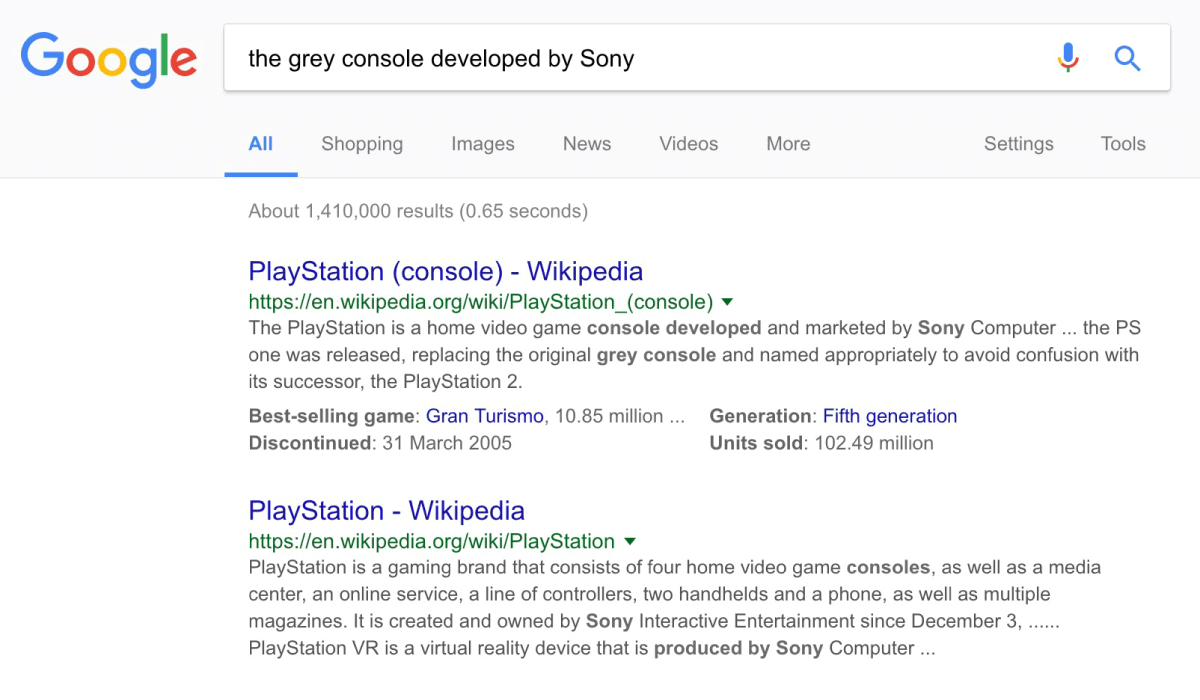 Google
the grey console developed by Sony
All Shopping Images News Videos More Settings Tools
About 1,410,000 results (0.65 seconds)
PlayStation (console) - Wikipedia
https://en.wikipedia.org/wiki/PlayStation_(console)
The PlayStation is a home video game console developed and marketed by Sony Computer ... the PS
one was released, replacing the original grey console and named appropriately to avoid confusion with
its successor, the PlayStation 2.
Best-selling game: Gran Turismo, 10.85 million ... Generation: Fifth generation
Discontinued: 31 March 2005 Units sold: 102.49 million
PlayStation - Wikipedia
https://en.wikipedia.org/wiki/PlayStation
PlayStation is a gaming brand that consists of four home video game consoles, as well as a media
center, an online service, a line of controllers, two handhelds and a phone, as well as multiple
magazines. It is created and owned by Sony Interactive Entertainment since December 3, ......
PlayStation VR is a virtual reality device that is produced by Sony Computer ...